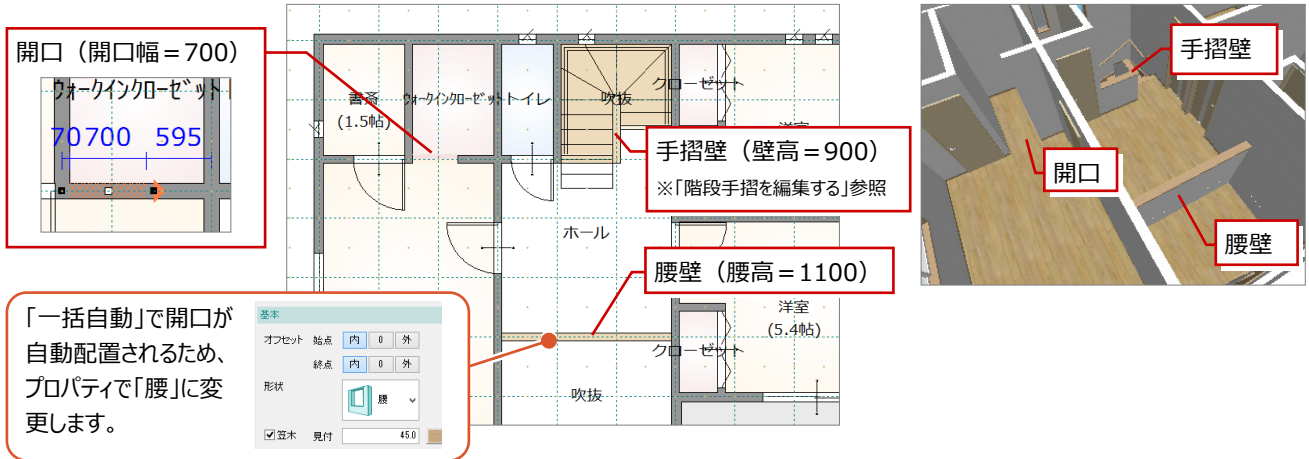 開口（開口幅＝700）
ウォークインクローゼット
70 700 595
書斎
(1.5帖)
ウォークインクローゼット
トイレ
吹抜
クローゼット
洋室
手摺壁（壁高＝900）
※「階段手摺を編集する」参照
ホール
腰壁（腰高＝1100）
洋室
(5.4帖)
クローゼット
吹抜
手摺壁
開口
腰壁
「一括自動」で開口が
自動配置されるため、
プロパティで「腰」に変
更します。
基本
オフセット 始点 内 0 外
終点 内 0 外
形状
腰
笠木 見付 45.0